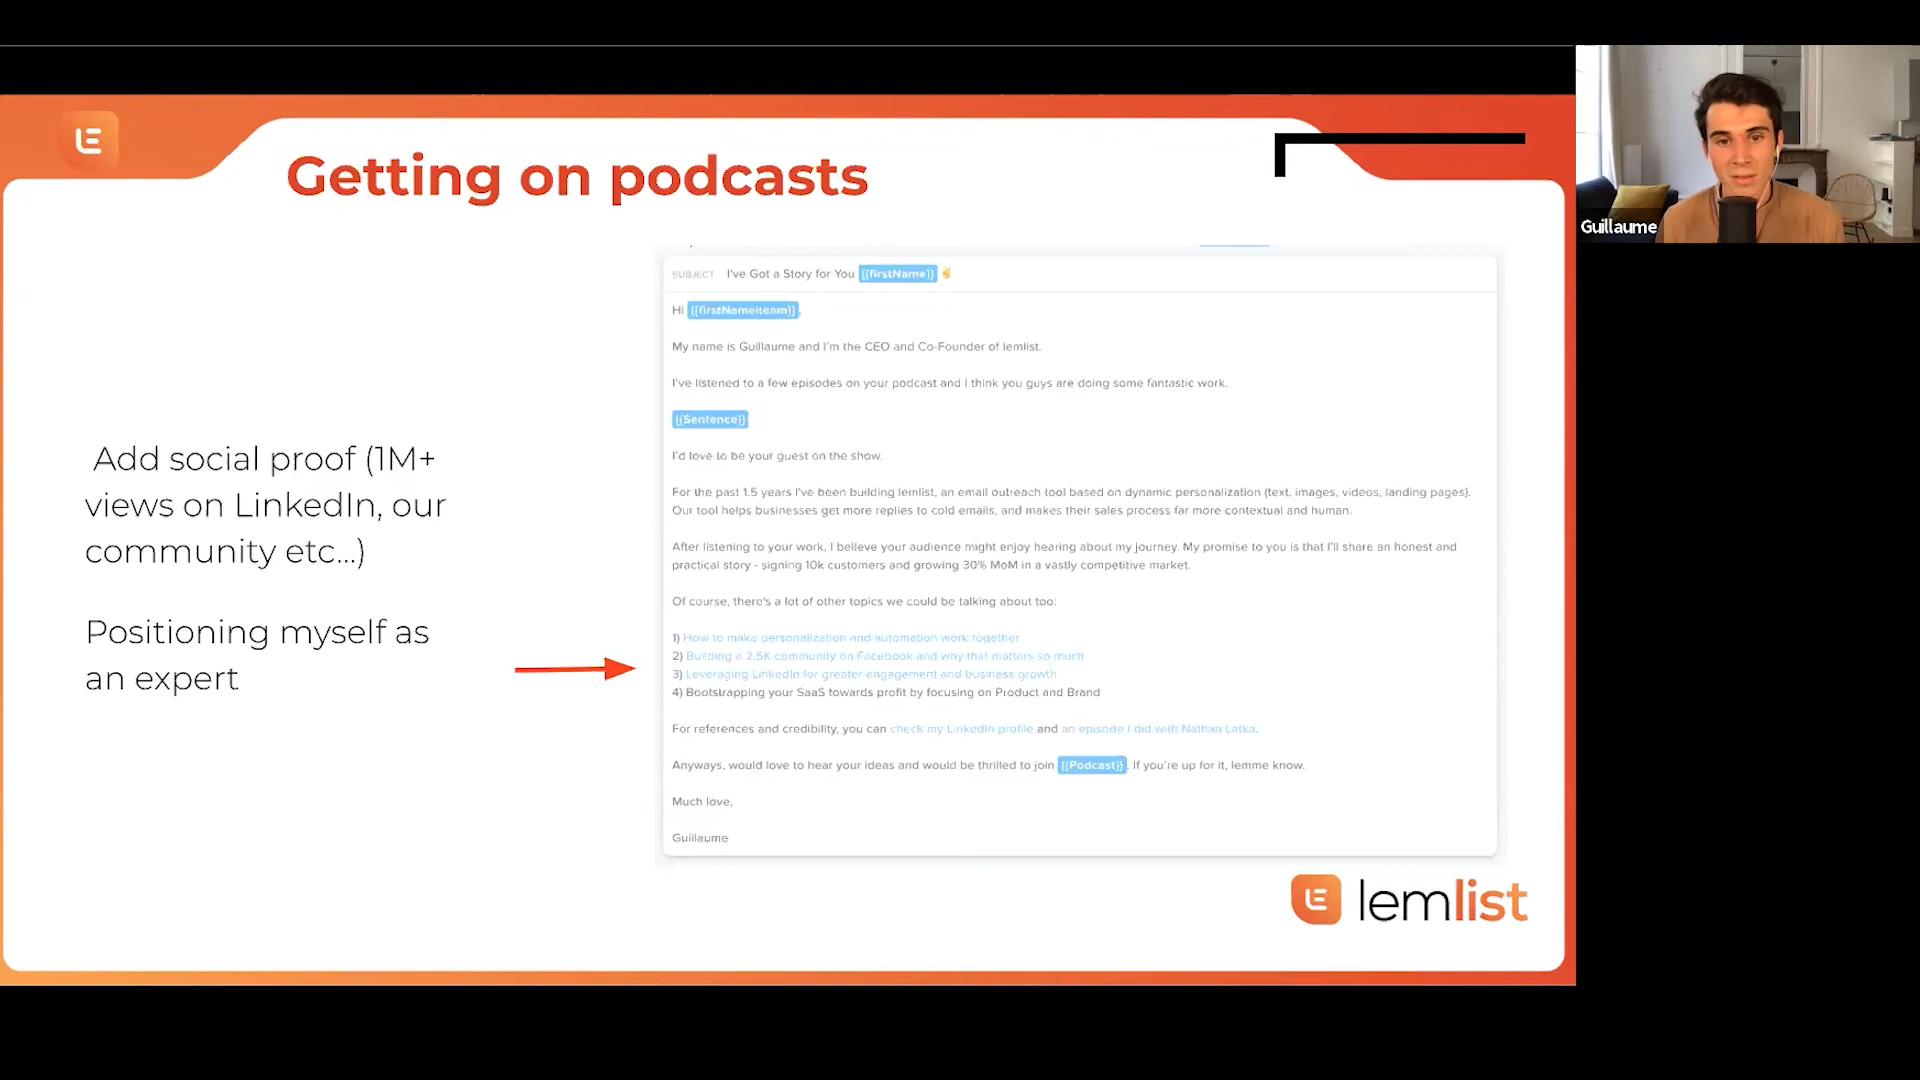 Getting on podcasts
Guillaume
SUBJECT I've Got a Story for You {{firstName}} ✌
Hi {{firstNameiteam}},
My name is Guillaume and I'm the CEO and Co-Founder of lemlist.
I've listened to a few episodes on your podcast and I think you guys are doing some fantastic work.
{{Sentence}}
I'd love to be your guest on the show.
For the past 1.5 years I've been building lemlist, an email outreach tool based on dynamic personalization (text, images, videos, landing pages).
Our tool helps businesses get more replies to cold emails, and makes their sales process far more contextual and human.
After listening to your work, I believe your audience might enjoy hearing about my journey. My promise to you is that I'll share an honest and
practical story - signing 10k customers and growing 30% MoM in a vastly competitive market.
Of course, there's a lot of other topics we could be talking about too:
1) How to make personalization and automation work together
2) Building a 2.5K community on Facebook and why that matters so much
3) Leveraging LinkedIn for greater engagement and business growth
4) Bootstrapping your SaaS towards profit by focusing on Product and Brand
For references and credibility, you can check my LinkedIn profile and an episode I did with Nathan Latka.
Anyways, would love to hear your ideas and would be thrilled to join {{Podcast}}. If you're up for it, lemme know.
Much love,
Guillaume
Add social proof (1M+
views on LinkedIn, our
community etc...)
Positioning myself as
an expert
lemlist